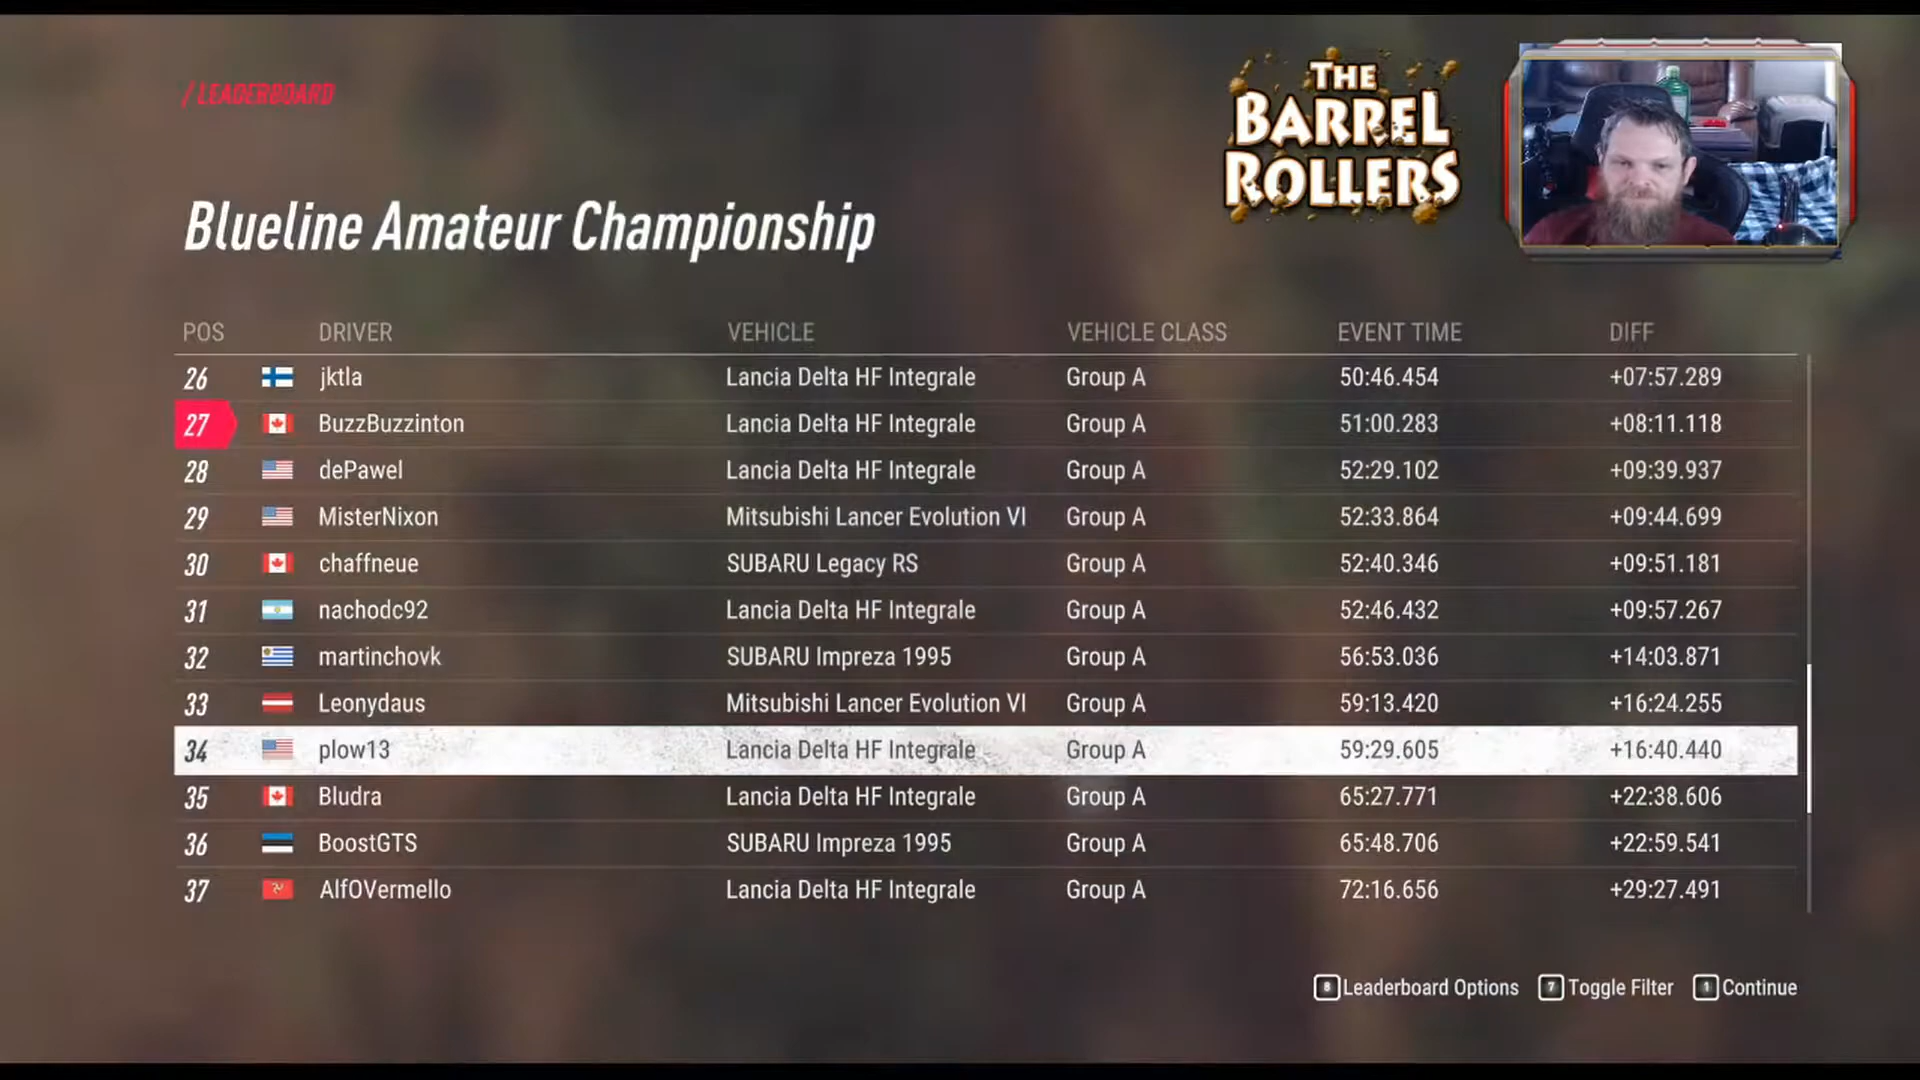 / LEADERBOARD
THE
BARREL
ROLLERS
Blueline Amateur Championship
POS DRIVER VEHICLE VEHICLE CLASS EVENT TIME DIFF
26 jktla Lancia Delta HF Integrale Group A 50:46.454 +07:57.289
27 BuzzBuzzinton Lancia Delta HF Integrale Group A 51:00.283 +08:11.118
28 dePawel Lancia Delta HF Integrale Group A 52:29.102 +09:39.937
29 MisterNixon Mitsubishi Lancer Evolution VI Group A 52:33.864 +09:44.699
30 chaffneue SUBARU Legacy RS Group A 52:40.346 +09:51.181
31 nachodc92 Lancia Delta HF Integrale Group A 52:46.432 +09:57.267
32 martinchovk SUBARU Impreza 1995 Group A 56:53.036 +14:03.871
33 Leonydaus Mitsubishi Lancer Evolution VI Group A 59:13.420 +16:24.255
34 plow13 Lancia Delta HF Integrale Group A 59:29.605 +16:40.440
35 Bludra Lancia Delta HF Integrale Group A 65:27.771 +22:38.606
36 BoostGTS SUBARU Impreza 1995 Group A 65:48.706 +22:59.541
37 AlfOVermello Lancia Delta HF Integrale Group A 72:16.656 +29:27.491
8 Leaderboard Options 7 Toggle Filter 1 Continue